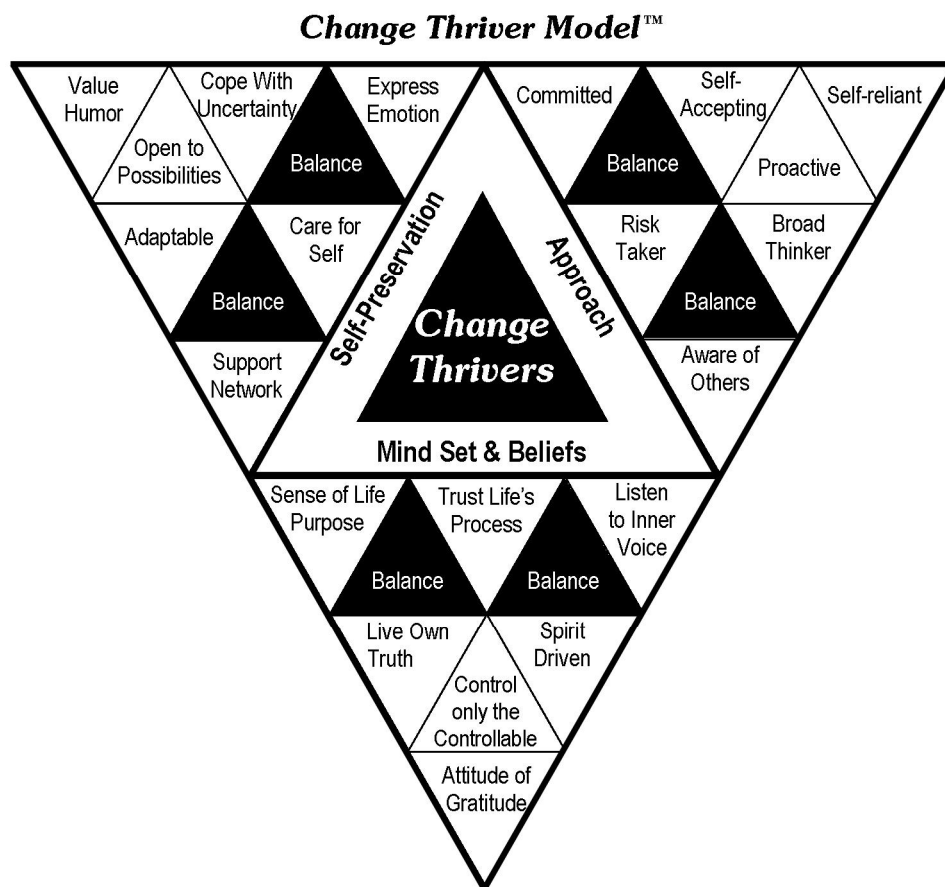 Change Thriver Model™
Value
Humor
Cope With
Uncertainty
Express
Emotion
Open to
Possibilities
Balance
Adaptable
Care for
Self
Balance
Support
Network
Self-Preservation
Committed
Self-
Accepting
Self-reliant
Balance
Proactive
Risk
Taker
Broad
Thinker
Balance
Aware of
Others
Approach
Change
Thrivers
Mind Set & Beliefs
Sense of Life
Purpose
Trust Life's
Process
Listen
to Inner
Voice
Balance
Balance
Live Own
Truth
Spirit
Driven
Control
only the
Controllable
Attitude of
Gratitude